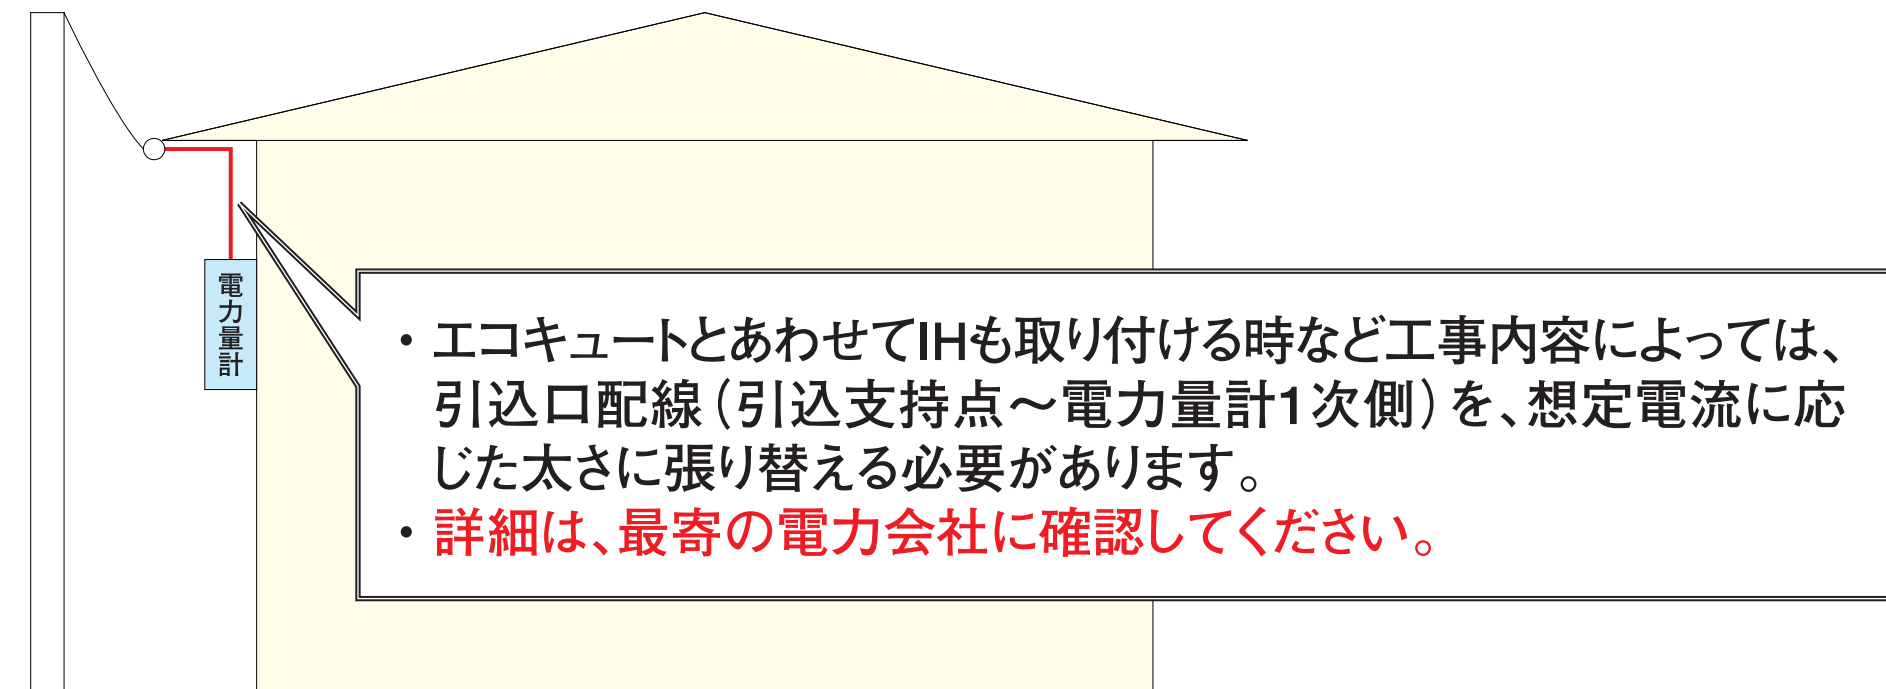 電力量計
・エコキュートとあわせてIHも取り付ける時など工事内容によっては、
引込口配線（引込支持点～電力量計1次側）を、想定電流に応
じた太さに張り替える必要があります。
・詳細は、最寄の電力会社に確認してください。